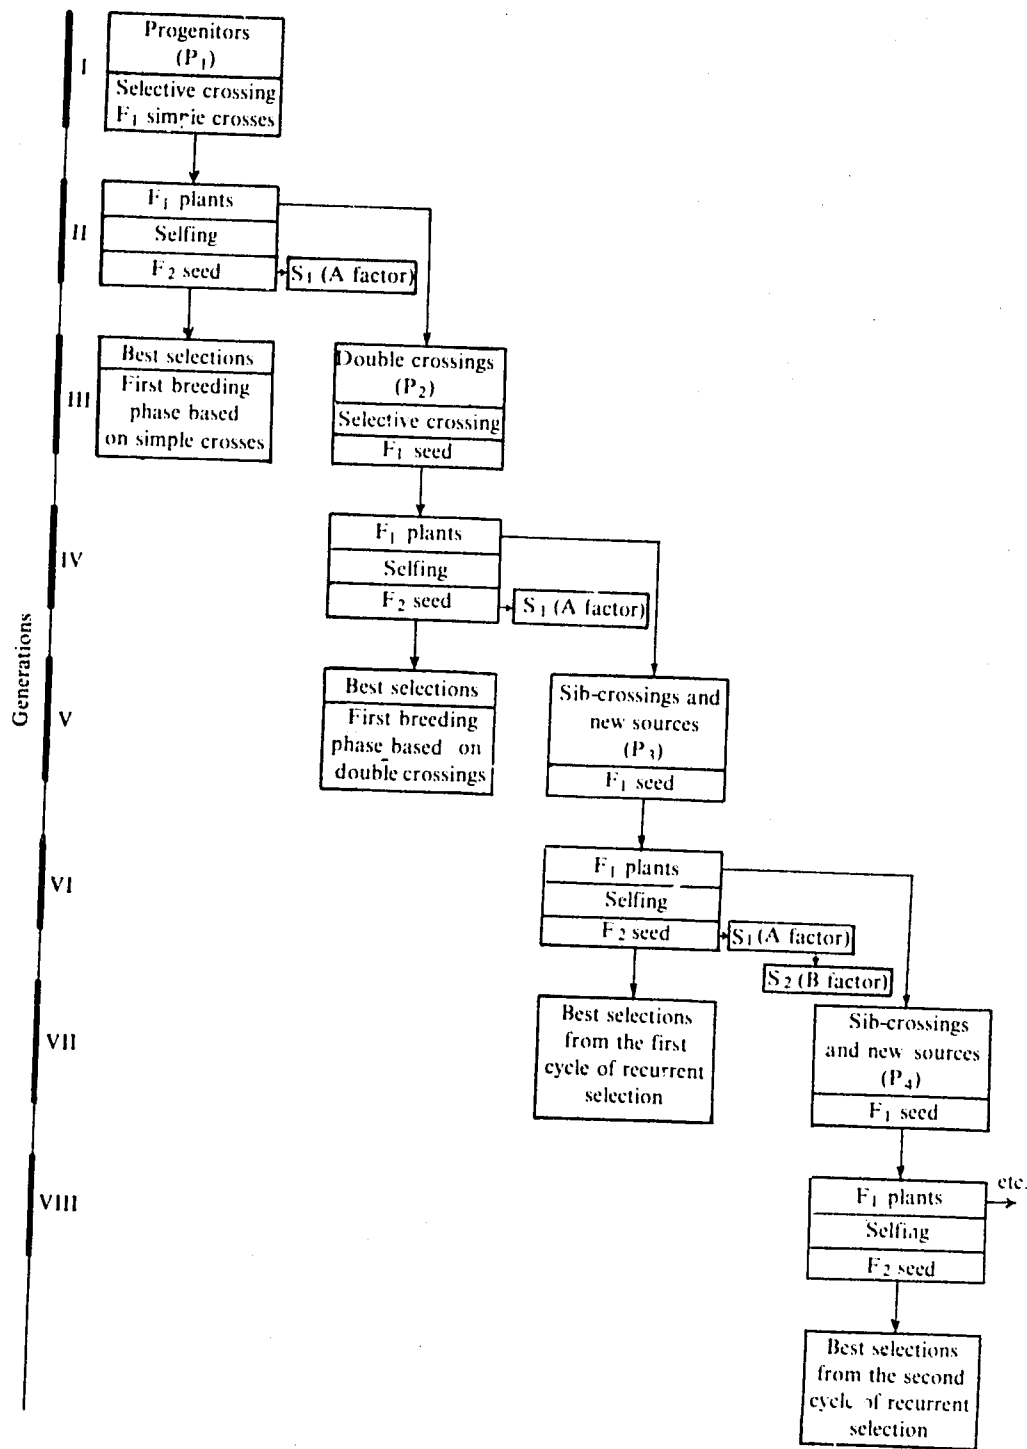 Progenitors
(P1)
I
Selective crossing
F1 simple crosses
F1 plants
II
Selfing
F2 seed
S1 (A factor)
Best selections
III
First breeding
phase based
on simple crosses
Double crossings
(P2)
Selective crossing
F1 seed
F1 plants
IV
Selfing
F2 seed
S1 (A factor)
Generations
V
Best selections
First breeding
phase based on
double crossings
Sib-crossings and
new sources
(P3)
F1 seed
VI
F1 plants
Selfing
F2 seed
S1 (A factor)
S2 (B factor)
VII
Best selections
from the first
cycle of recurrent
selection
Sib-crossings
and new sources
(P4)
F1 seed
VIII
F1 plants
etc.
Selfing
F2 seed
Best selections
from the second
cycle of recurrent
selection